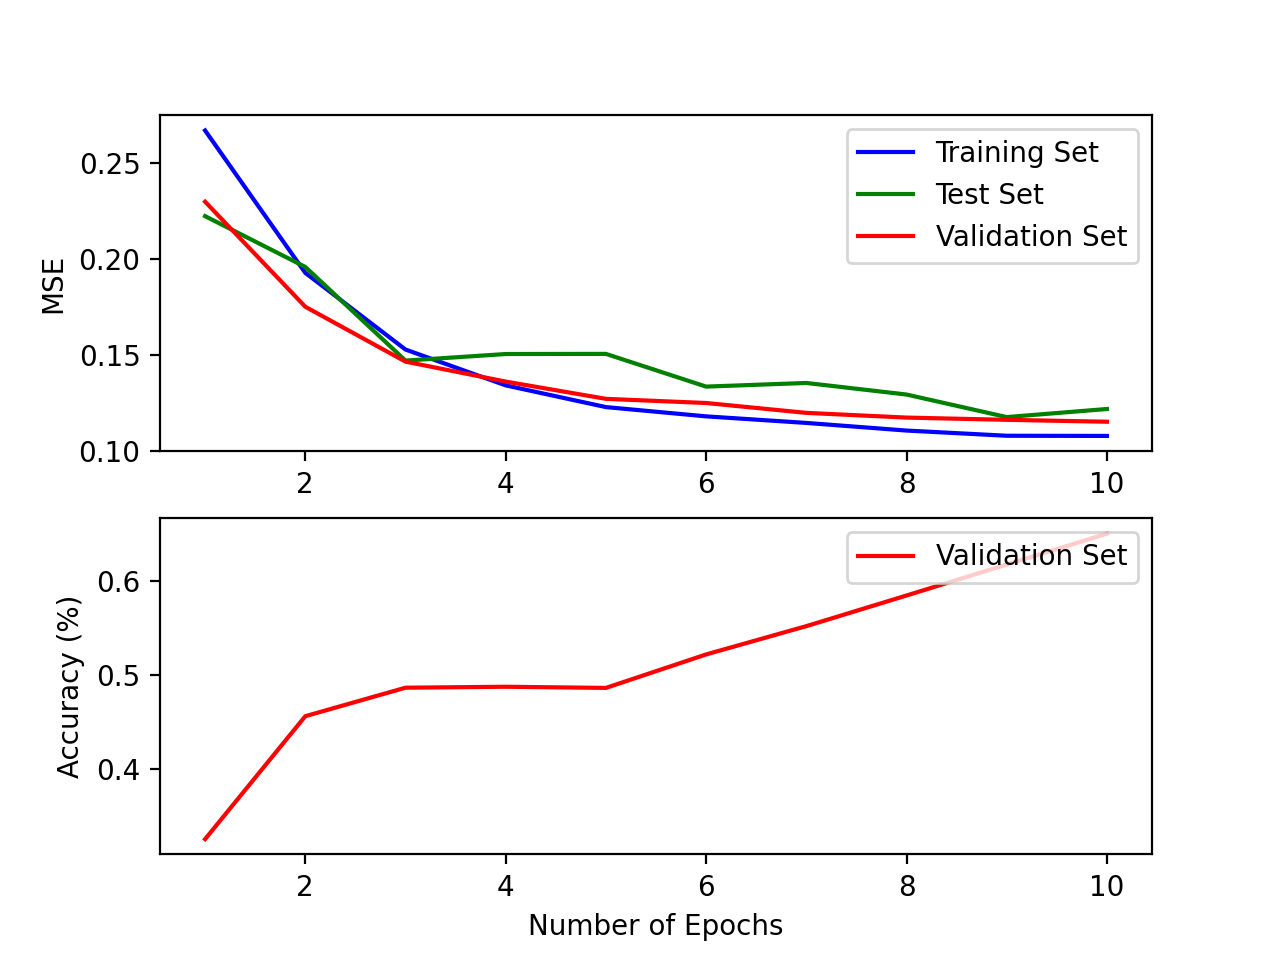 MSE
0.25
0.20
0.15
0.10
Training Set
Test Set
Validation Set
2 4 6 8 10
Accuracy (%)
0.6
0.5
0.4
Validation Set
2 4 6 8 10
Number of Epochs